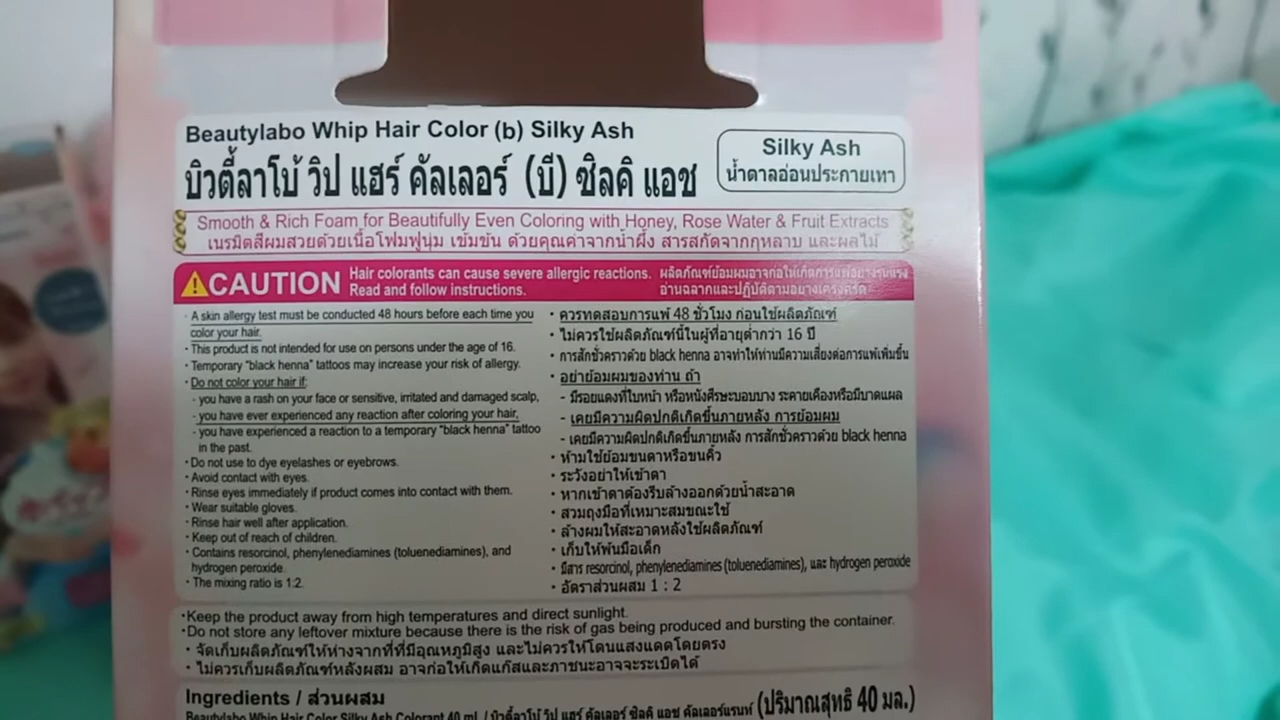 Beautylabo Whip Hair Color (b) Silky Ash
บิวตี้ลาโบ้ วิป แฮร์ คัลเลอร์ (บี) ซิลคิ แอช
Silky Ash
น้ำตาลอ่อนประกายเทา
Smooth & Rich Foam for Beautifully Even Coloring with Honey, Rose Water & Fruit Extracts
เนรมิตสีผมสวยด้วยเนื้อโฟมฟูนุ่ม เข้มข้น ด้วยคุณค่าจากน้ำผึ้ง สารสกัดจากกุหลาบ และผลไม้
CAUTION
Hair colorants can cause severe allergic reactions.
Read and follow instructions.
ผลิตภัณฑ์ย้อมผมอาจก่อให้เกิดการแพ้อย่างรุนแรง
อ่านฉลากและปฏิบัติตามอย่างเคร่งครัด
· A skin allergy test must be conducted 48 hours before each time you
color your hair.
· This product is not intended for use on persons under the age of 16.
· Temporary "black henna" tattoos may increase your risk of allergy.
· Do not color your hair if:
- you have a rash on your face or sensitive, irritated and damaged scalp,
- you have ever experienced any reaction after coloring your hair,
- you have experienced a reaction to a temporary "black henna" tattoo
in the past.
· Do not use to dye eyelashes or eyebrows.
· Avoid contact with eyes.
· Rinse eyes immediately if product comes into contact with them.
· Wear suitable gloves.
· Rinse hair well after application.
· Keep out of reach of children.
· Contains resorcinol, phenylenediamines (toluenediamines), and
hydrogen peroxide.
· The mixing ratio is 1:2.
· ควรทดสอบการแพ้ 48 ชั่วโมง ก่อนใช้ผลิตภัณฑ์
· ไม่ควรใช้ผลิตภัณฑ์นี้ในผู้ที่อายุต่ำกว่า 16 ปี
· การสักชั่วคราวด้วย black henna อาจทำให้ท่านมีความเสี่ยงต่อการแพ้เพิ่มขึ้น
· อย่าย้อมผมของท่าน ถ้า
- มีรอยแดงที่ใบหน้า หรือหนังศีรษะบอบบาง ระคายเคืองหรือมีบาดแผล
- เคยมีความผิดปกติเกิดขึ้นภายหลัง การย้อมผม
- เคยมีความผิดปกติเกิดขึ้นภายหลัง การสักชั่วคราวด้วย black henna
· ห้ามใช้ย้อมขนตาหรือขนคิ้ว
· ระวังอย่าให้เข้าตา
· หากเข้าตาต้องรีบล้างออกด้วยน้ำสะอาด
· สวมถุงมือที่เหมาะสมขณะใช้
· ล้างผมให้สะอาดหลังใช้ผลิตภัณฑ์
· เก็บให้พ้นมือเด็ก
· มีสาร resorcinol, phenylenediamines (toluenediamines), และ hydrogen peroxide
· อัตราส่วนผสม 1 : 2
·Keep the product away from high temperatures and direct sunlight.
·Do not store any leftover mixture because there is the risk of gas being produced and bursting the container.
· จัดเก็บผลิตภัณฑ์ให้ห่างจากที่ที่มีอุณหภูมิสูง และไม่ควรให้โดนแสงแดดโดยตรง
· ไม่ควรเก็บผลิตภัณฑ์หลังผสม อาจก่อให้เกิดแก๊สและภาชนะอาจจะระเบิดได้
Ingredients / ส่วนผสม
Beautylabo Whip Hair Color Silky Ash Colorant 40 ml. / บิวตี้ลาโบ้ วิป แฮร์ คัลเลอร์ ซิลคิ แอช คัลเลอร์แรนท์ (ปริมาณสุทธิ 40 มล.)